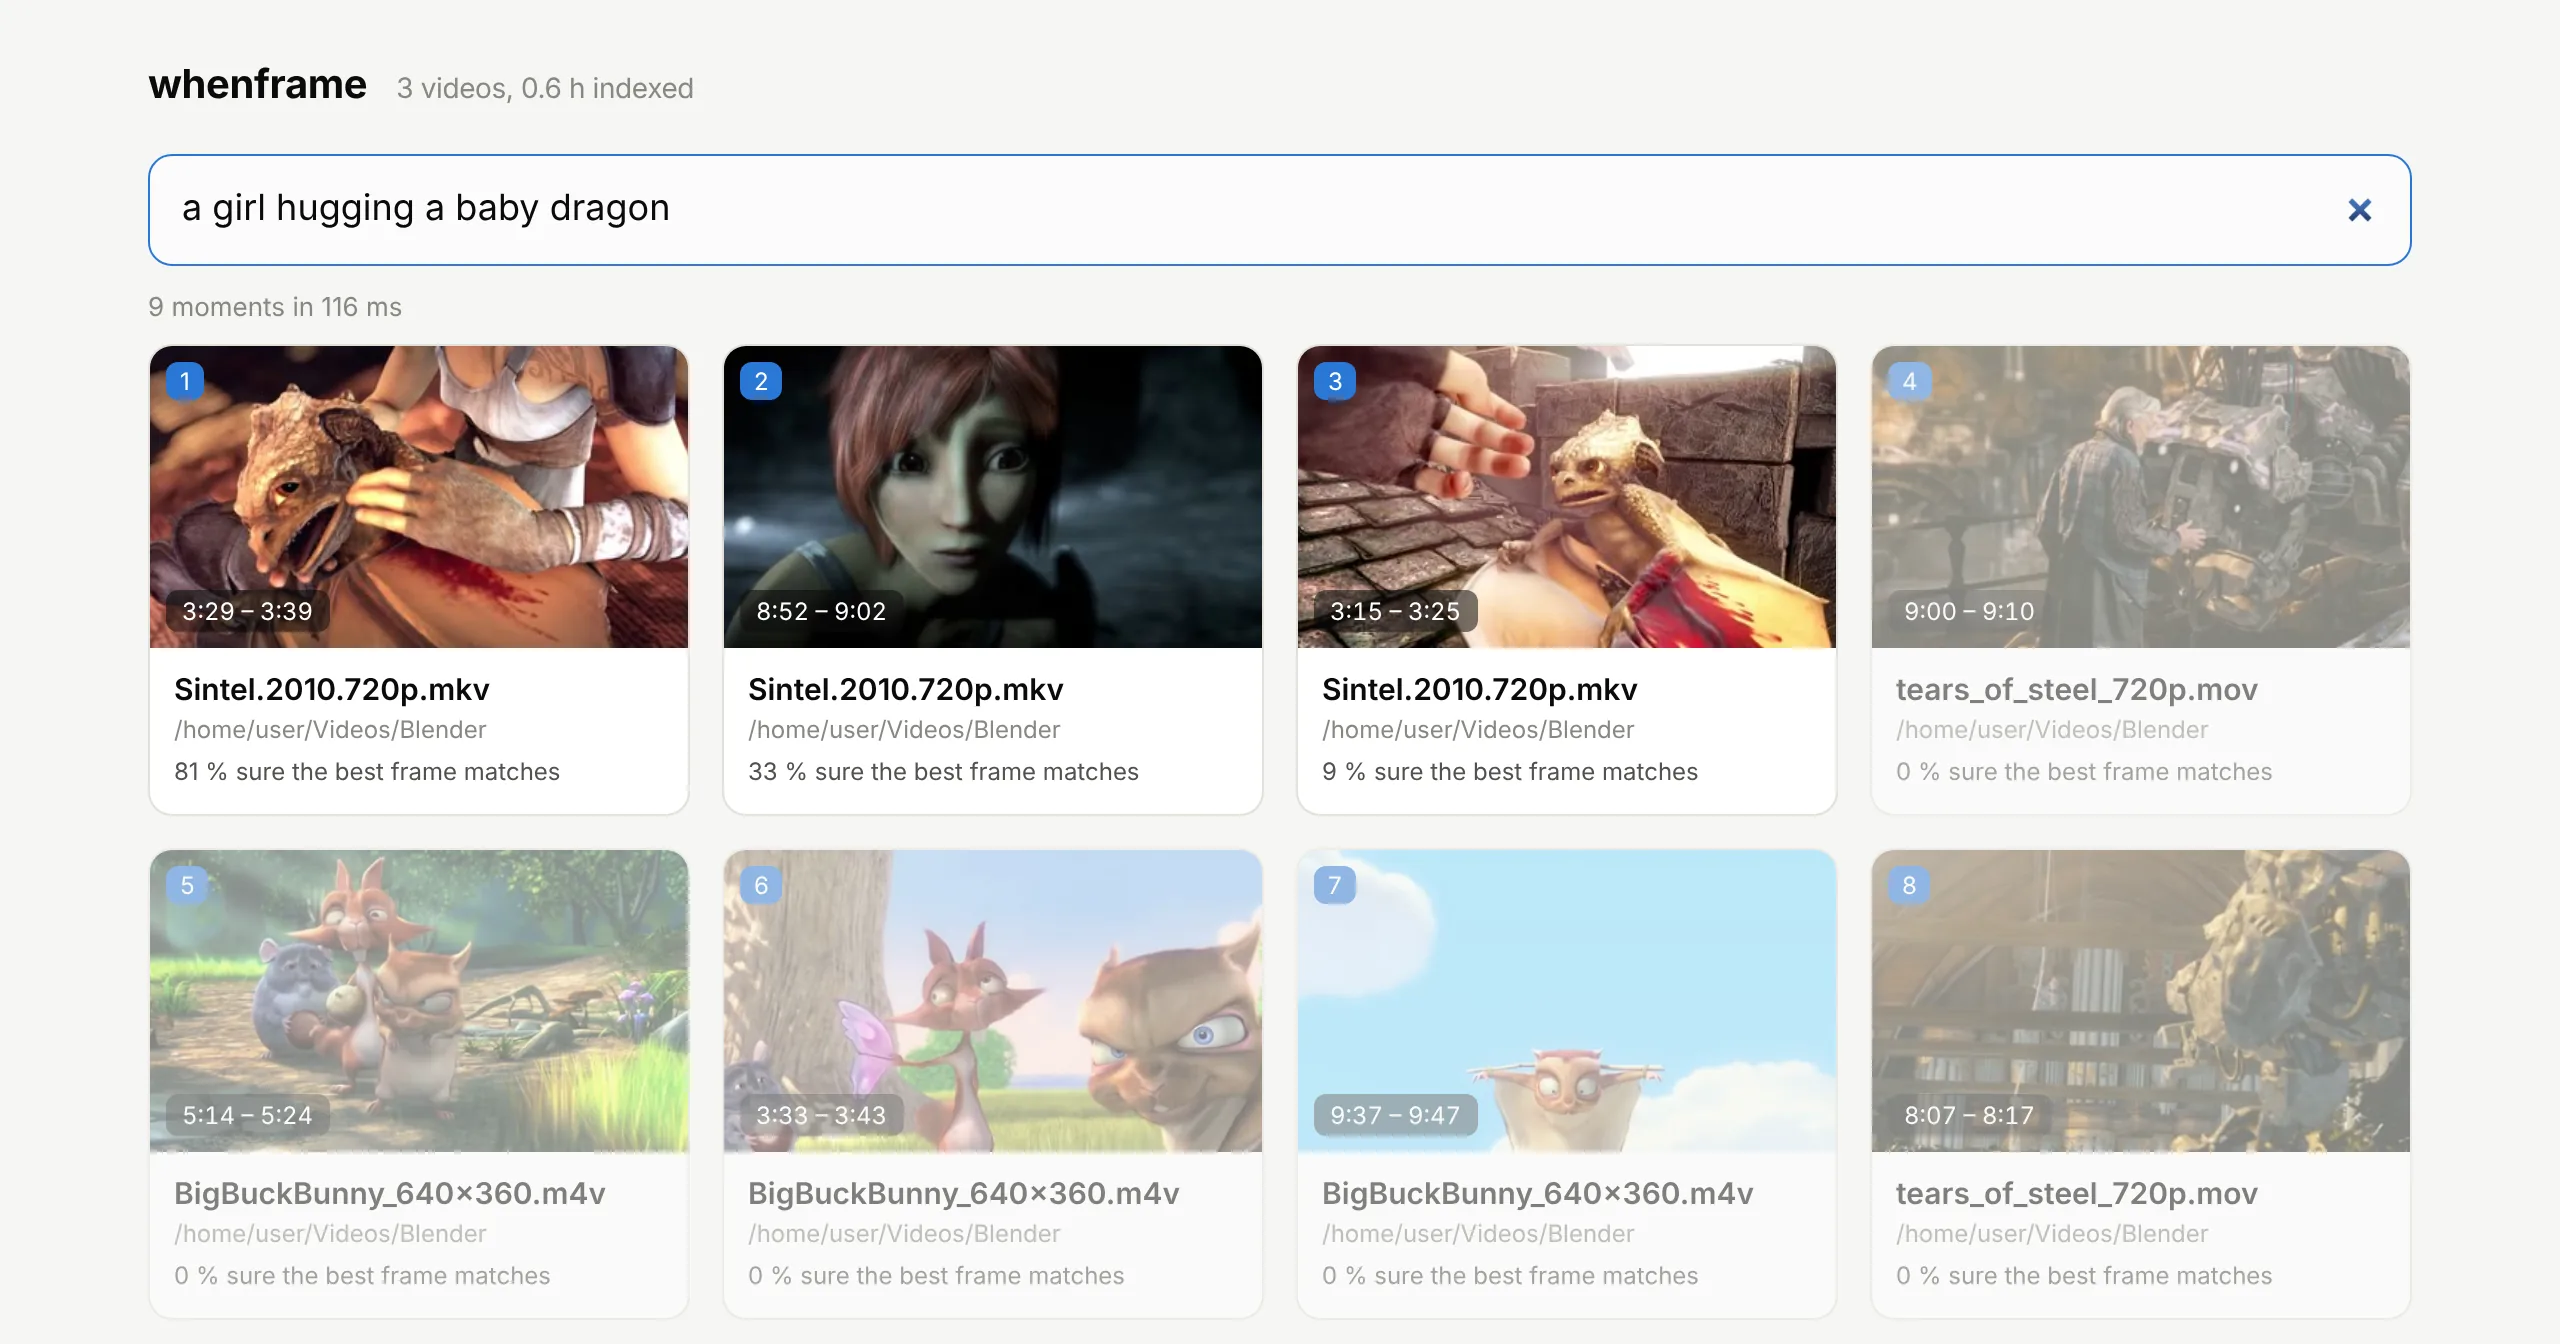 whenframe 3 videos, 0.6 h indexed
a girl hugging a baby dragon ×
9 moments in 116 ms
1
3:29 – 3:39
Sintel.2010.720p.mkv
/home/user/Videos/Blender
81 % sure the best frame matches
2
8:52 – 9:02
Sintel.2010.720p.mkv
/home/user/Videos/Blender
33 % sure the best frame matches
3
3:15 – 3:25
Sintel.2010.720p.mkv
/home/user/Videos/Blender
9 % sure the best frame matches
4
9:00 – 9:10
tears_of_steel_720p.mov
/home/user/Videos/Blender
0 % sure the best frame matches
5
5:14 – 5:24
BigBuckBunny_640×360.m4v
/home/user/Videos/Blender
0 % sure the best frame matches
6
3:33 – 3:43
BigBuckBunny_640×360.m4v
/home/user/Videos/Blender
0 % sure the best frame matches
7
9:37 – 9:47
BigBuckBunny_640×360.m4v
/home/user/Videos/Blender
0 % sure the best frame matches
8
8:07 – 8:17
tears_of_steel_720p.mov
/home/user/Videos/Blender
0 % sure the best frame matches